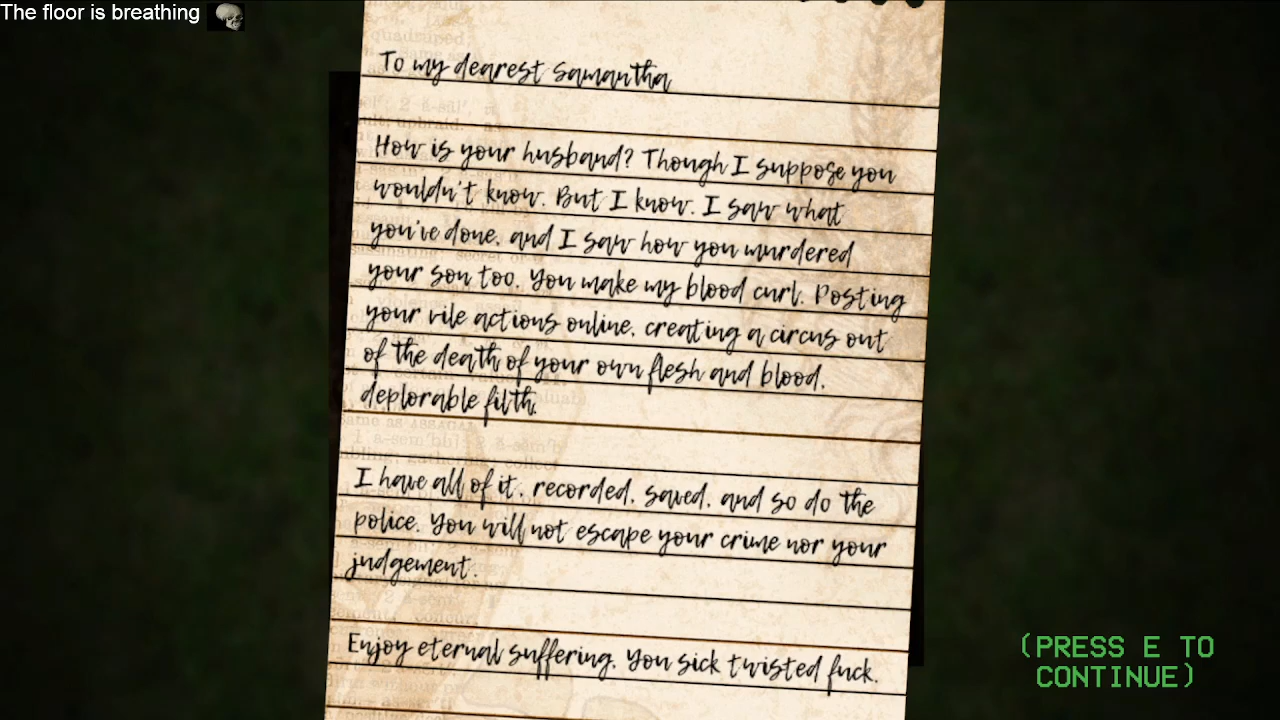 The floor is breathing
To my dearest Samantha
How is your husband? Though I suppose you
wouldn't know. But I know. I saw what
you've done, and I saw how you murdered
your son too. You make my blood curl. Posting
your vile actions online, creating a circus out
of the death of your own flesh and blood,
deplorable filth.
I have all of it, recorded, saved, and so do the
police. You will not escape your crime nor your
judgement.
Enjoy eternal suffering, you sick twisted fuck.
(PRESS E TO
CONTINUE)